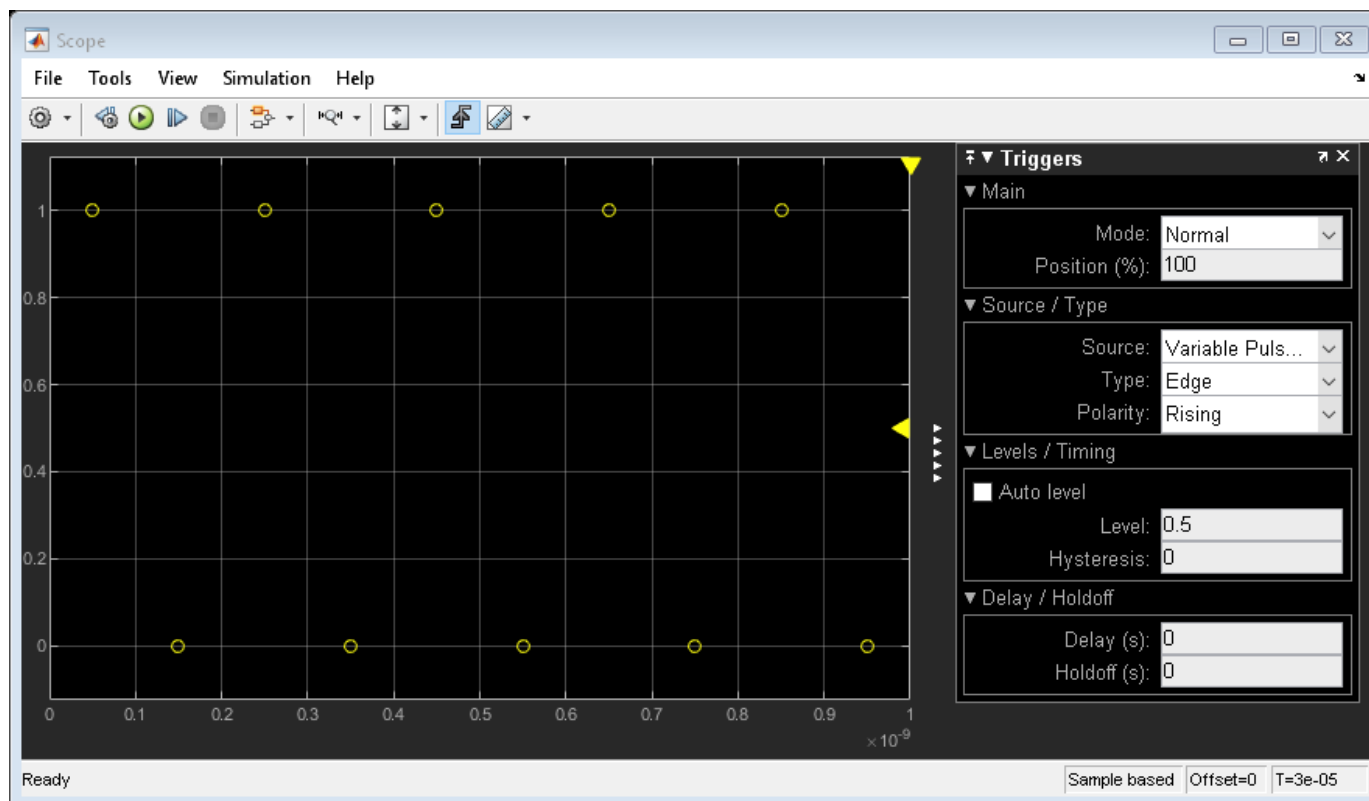 Scope
File Tools View Simulation Help
Triggers
Main
Mode: Normal
Position (%): 100
Source / Type
Source: Variable Puls...
Type: Edge
Polarity: Rising
Levels / Timing
Auto level
Level: 0.5
Hysteresis: 0
Delay / Holdoff
Delay (s): 0
Holdoff (s): 0
1
0.8
0.6
0.4
0.2
0
0 0.1 0.2 0.3 0.4 0.5 0.6 0.7 0.8 0.9 1
×10⁻⁹
Ready Sample based Offset=0 T=3e-05